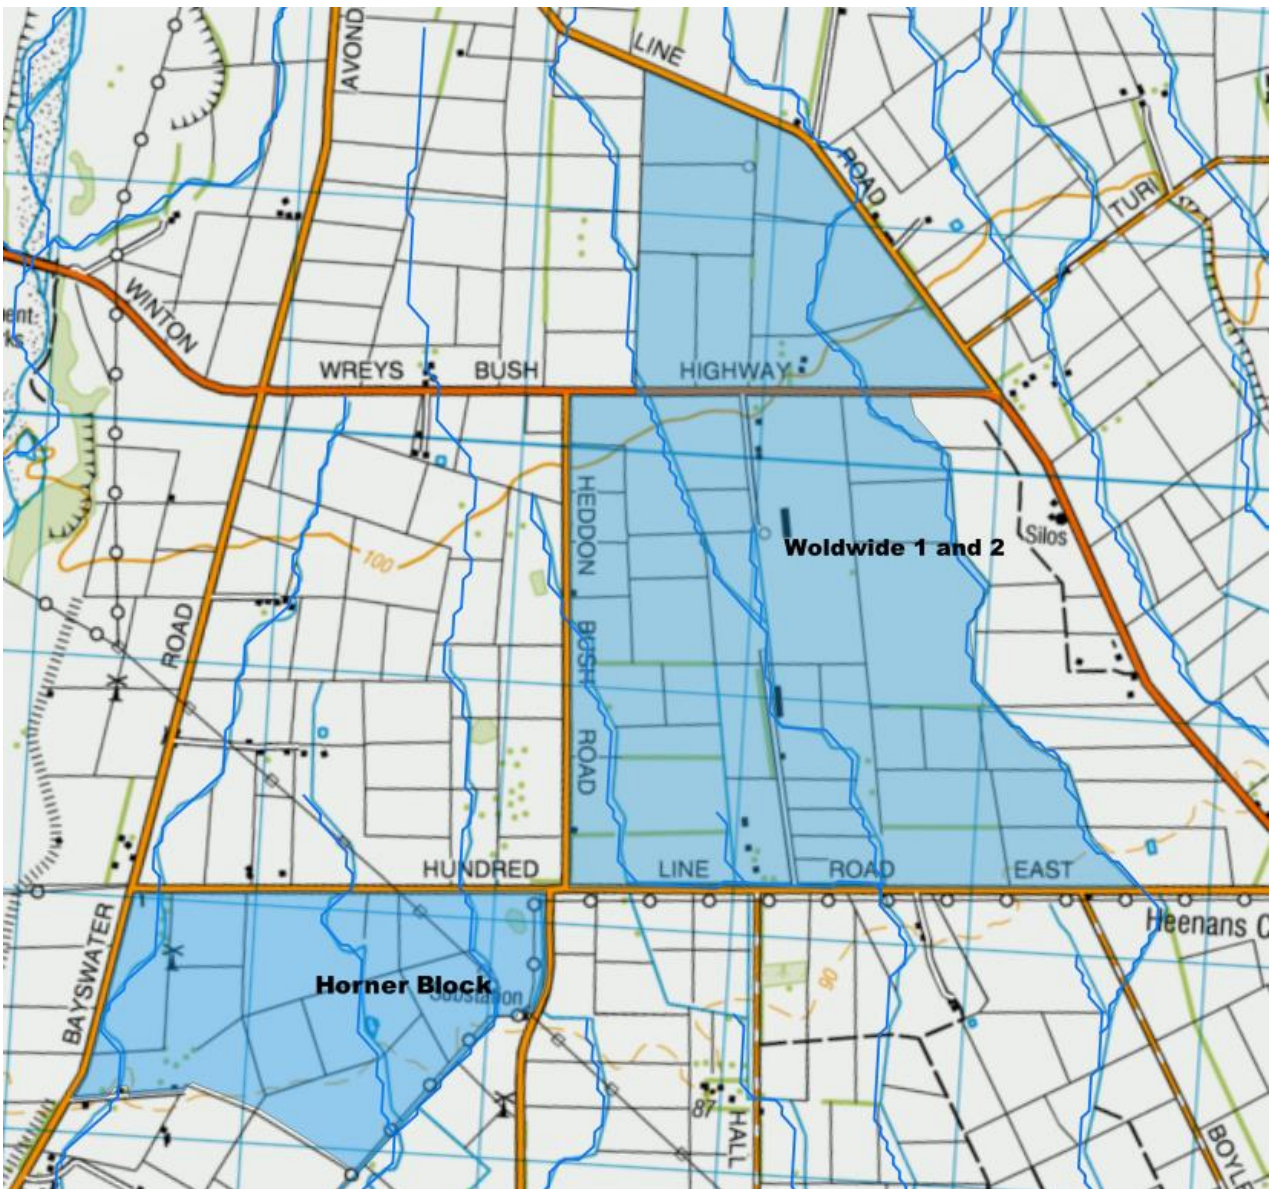 AVOND
LINE
ROAD
TURI
WINTON
WREYS BUSH HIGHWAY
HEDDON
BUSH
ROAD
Silos
Woldwide 1 and 2
100
ROAD
HUNDRED LINE ROAD EAST
Heenans C
BAYSWATER
Horner Block
Substation
90
87
HALL
BOYLE